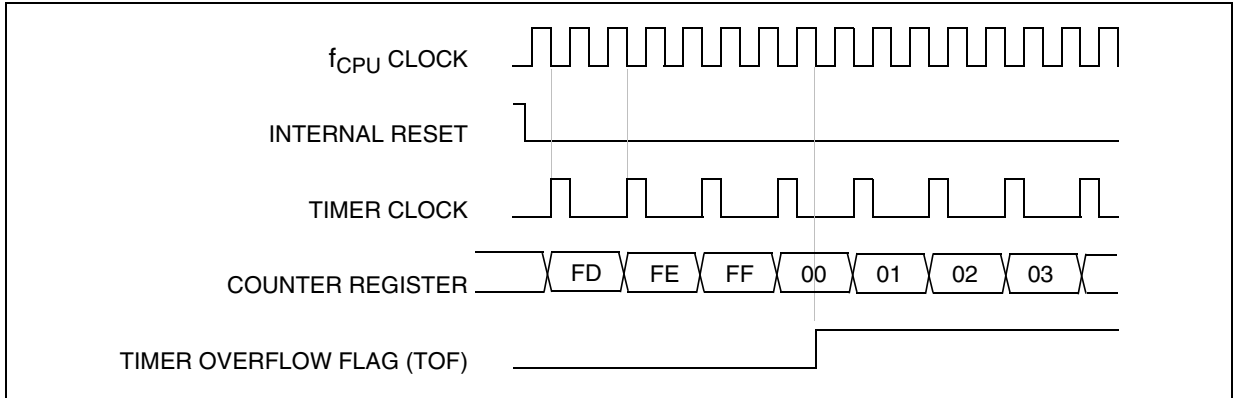 fCPU CLOCK
INTERNAL RESET
TIMER CLOCK
COUNTER REGISTER FD FE FF 00 01 02 03
TIMER OVERFLOW FLAG (TOF)